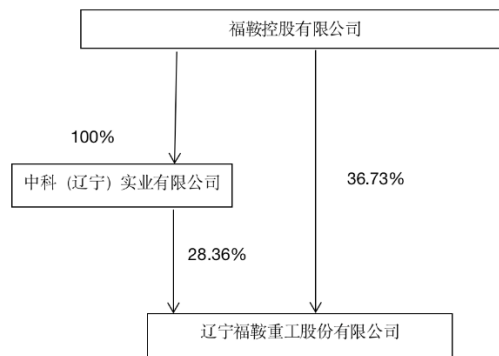 福鞍控股有限公司
100%
中科（辽宁）实业有限公司
36.73%
28.36%
辽宁福鞍重工股份有限公司